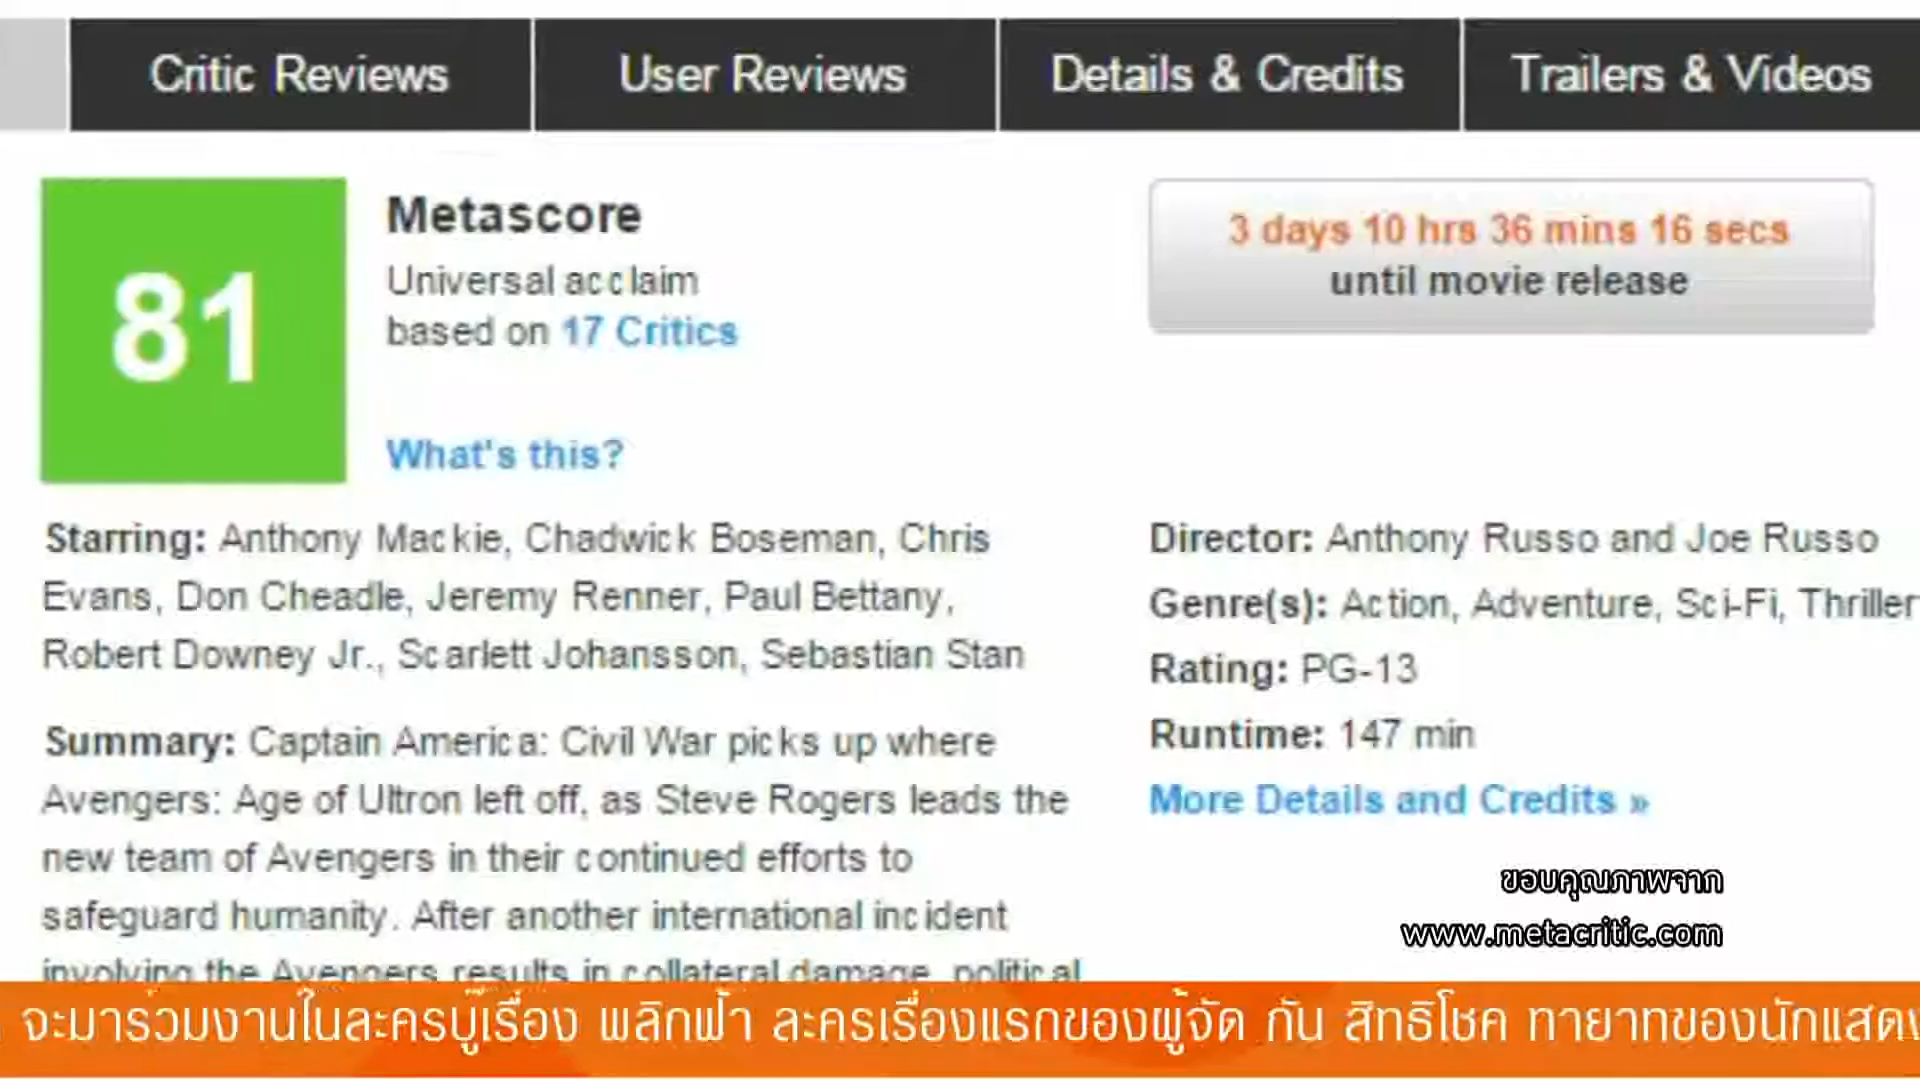 Critic Reviews
User Reviews
Details & Credits
Trailers & Videos
81
Metascore
Universal acclaim
based on 17 Critics
What's this?
3 days 10 hrs 36 mins 16 secs
until movie release
Starring: Anthony Mackie, Chadwick Boseman, Chris
Evans, Don Cheadle, Jeremy Renner, Paul Bettany,
Robert Downey Jr., Scarlett Johansson, Sebastian Stan
Summary: Captain America: Civil War picks up where
Avengers: Age of Ultron left off, as Steve Rogers leads the
new team of Avengers in their continued efforts to
safeguard humanity. After another international incident
involving the Avengers results in collateral damage, political
Director: Anthony Russo and Joe Russo
Genre(s): Action, Adventure, Sci-Fi, Thriller
Rating: PG-13
Runtime: 147 min
More Details and Credits »
ขอบคุณภาพจาก
www.metacritic.com
จะมาร่วมงานในละครบู๊เรื่อง พลิกฟ้า ละครเรื่องแรกของผู้จัด กัน สิทธิโชค ทายาทของนักแสดง